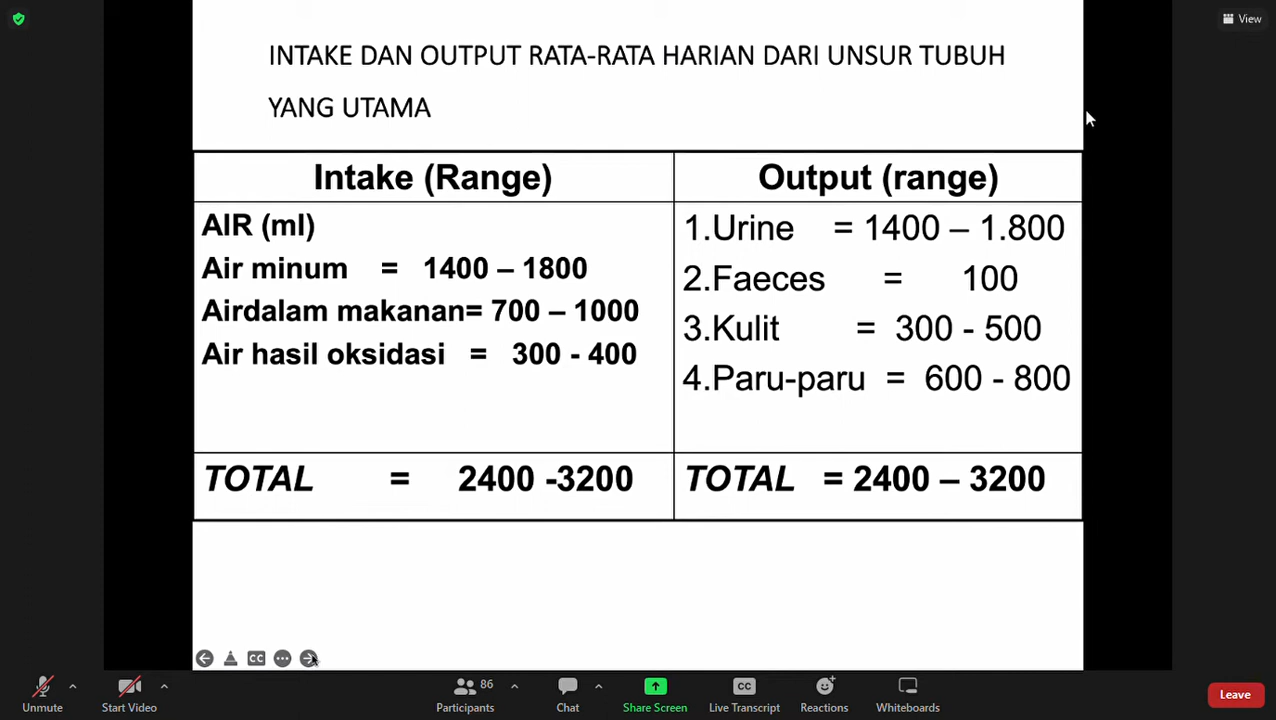 View
INTAKE DAN OUTPUT RATA-RATA HARIAN DARI UNSUR TUBUH
YANG UTAMA
Intake (Range)
Output (range)
AIR (ml)
Air minum = 1400 – 1800
Airdalam makanan= 700 – 1000
Air hasil oksidasi = 300 - 400
1.Urine = 1400 – 1.800
2.Faeces = 100
3.Kulit = 300 - 500
4.Paru-paru = 600 - 800
TOTAL = 2400 -3200
TOTAL = 2400 – 3200
CC
Unmute
Start Video
86
Participants
Chat
Share Screen
CC
Live Transcript
Reactions
Whiteboards
Leave